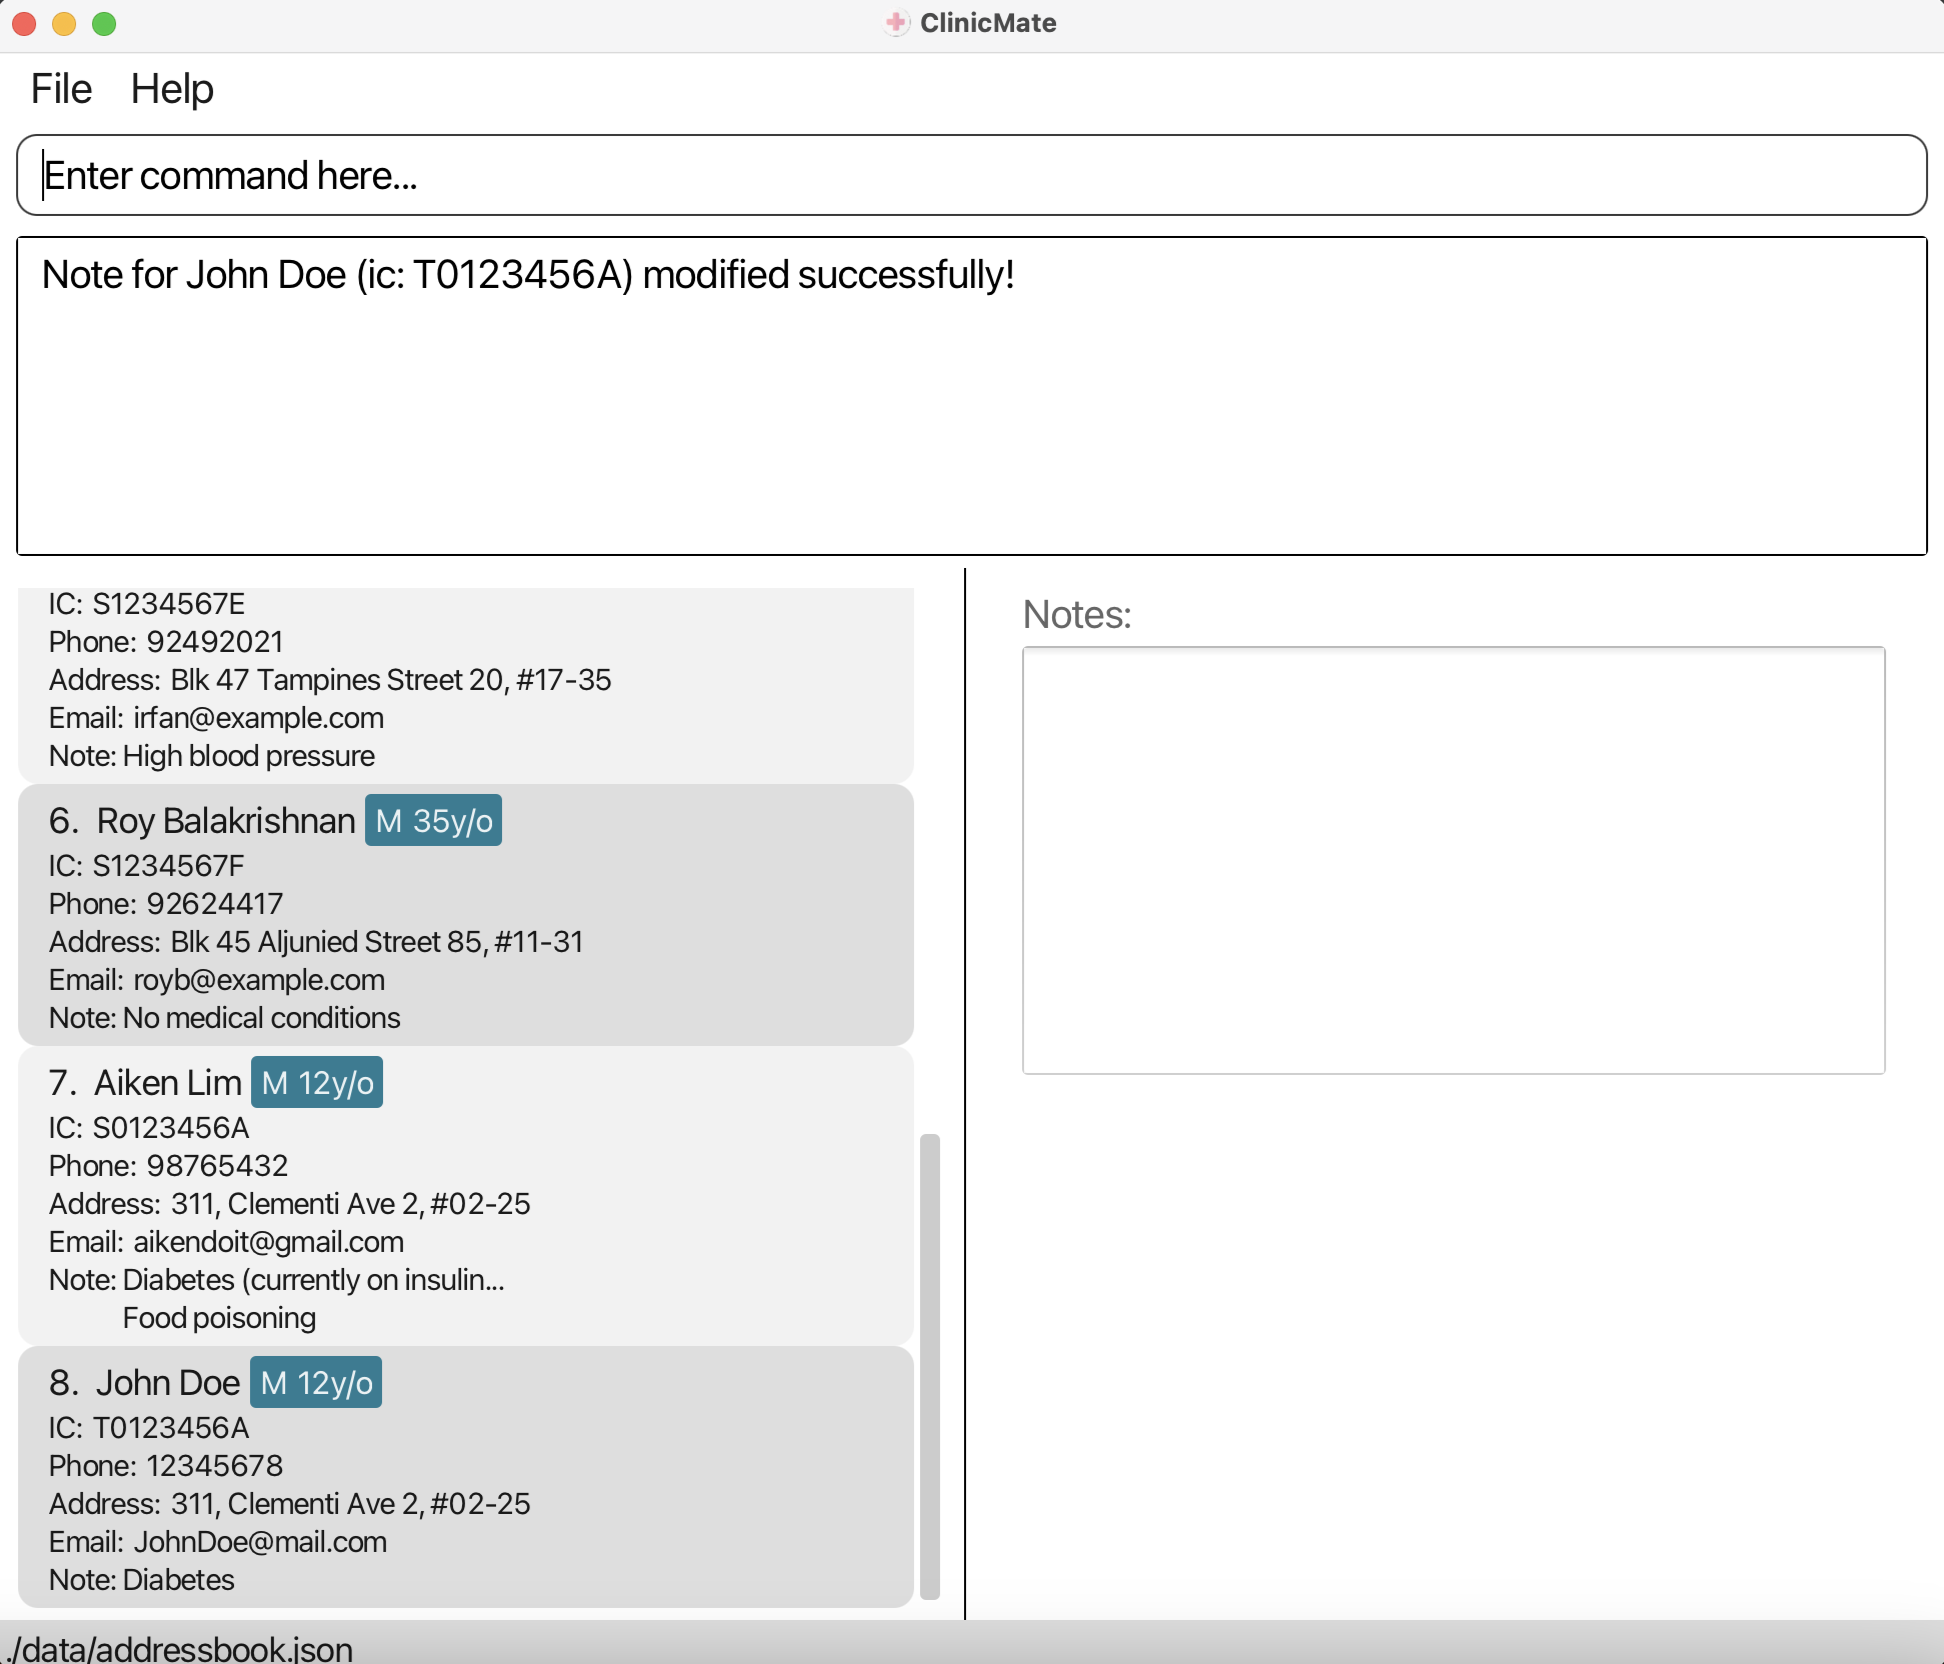 ClinicMate
File Help
Enter command here...
Note for John Doe (ic: T0123456A) modified successfully!
IC: S1234567E
Phone: 92492021
Address: Blk 47 Tampines Street 20, #17-35
Email: irfan@example.com
Note: High blood pressure
6. Roy Balakrishnan M 35y/o
IC: S1234567F
Phone: 92624417
Address: Blk 45 Aljunied Street 85, #11-31
Email: royb@example.com
Note: No medical conditions
7. Aiken Lim M 12y/o
IC: S0123456A
Phone: 98765432
Address: 311, Clementi Ave 2, #02-25
Email: aikendoit@gmail.com
Note: Diabetes (currently on insulin...
Food poisoning
8. John Doe M 12y/o
IC: T0123456A
Phone: 12345678
Address: 311, Clementi Ave 2, #02-25
Email: JohnDoe@mail.com
Note: Diabetes
Notes:
./data/addressbook.json